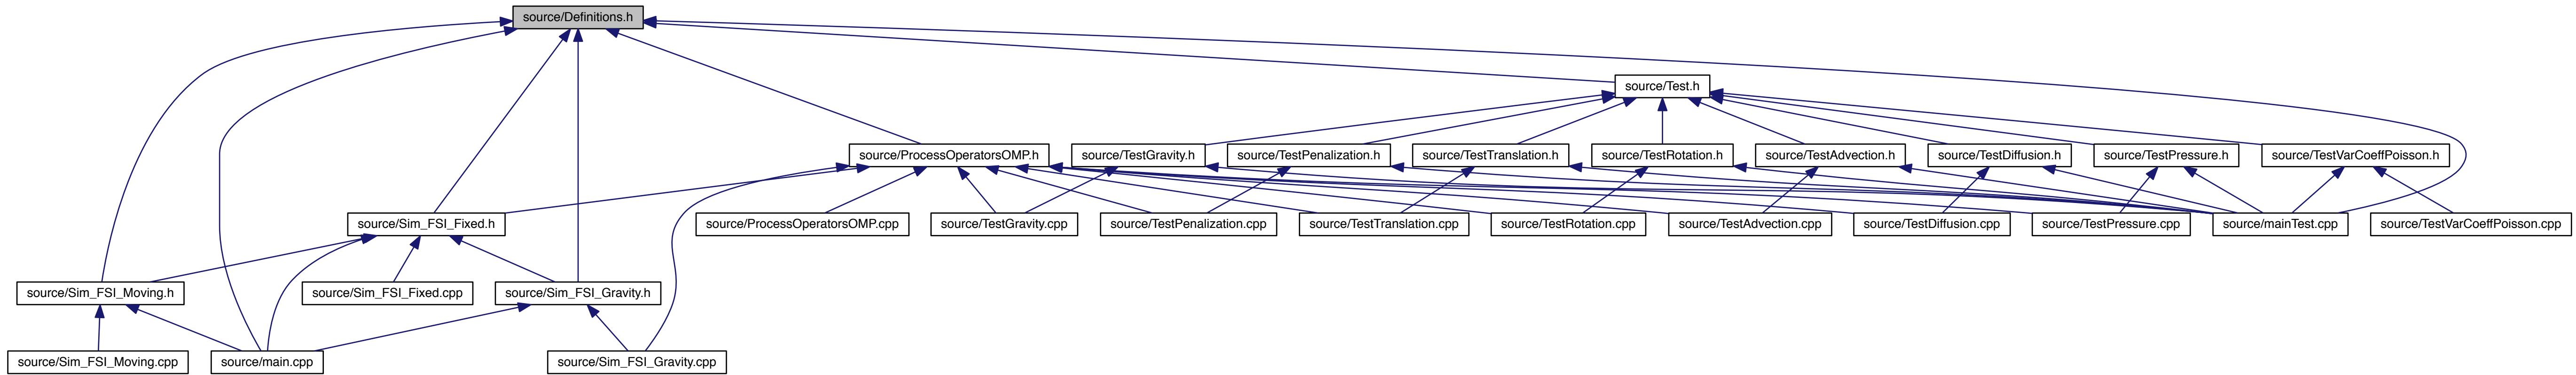 source/Definitions.h
source/Test.h
source/ProcessOperatorsOMP.h
source/TestGravity.h
source/TestPenalization.h
source/TestTranslation.h
source/TestRotation.h
source/TestAdvection.h
source/TestDiffusion.h
source/TestPressure.h
source/TestVarCoeffPoisson.h
source/Sim_FSI_Fixed.h
source/ProcessOperatorsOMP.cpp
source/TestGravity.cpp
source/TestPenalization.cpp
source/TestTranslation.cpp
source/TestRotation.cpp
source/TestAdvection.cpp
source/TestDiffusion.cpp
source/TestPressure.cpp
source/mainTest.cpp
source/TestVarCoeffPoisson.cpp
source/Sim_FSI_Moving.h
source/Sim_FSI_Fixed.cpp
source/Sim_FSI_Gravity.h
source/Sim_FSI_Moving.cpp
source/main.cpp
source/Sim_FSI_Gravity.cpp